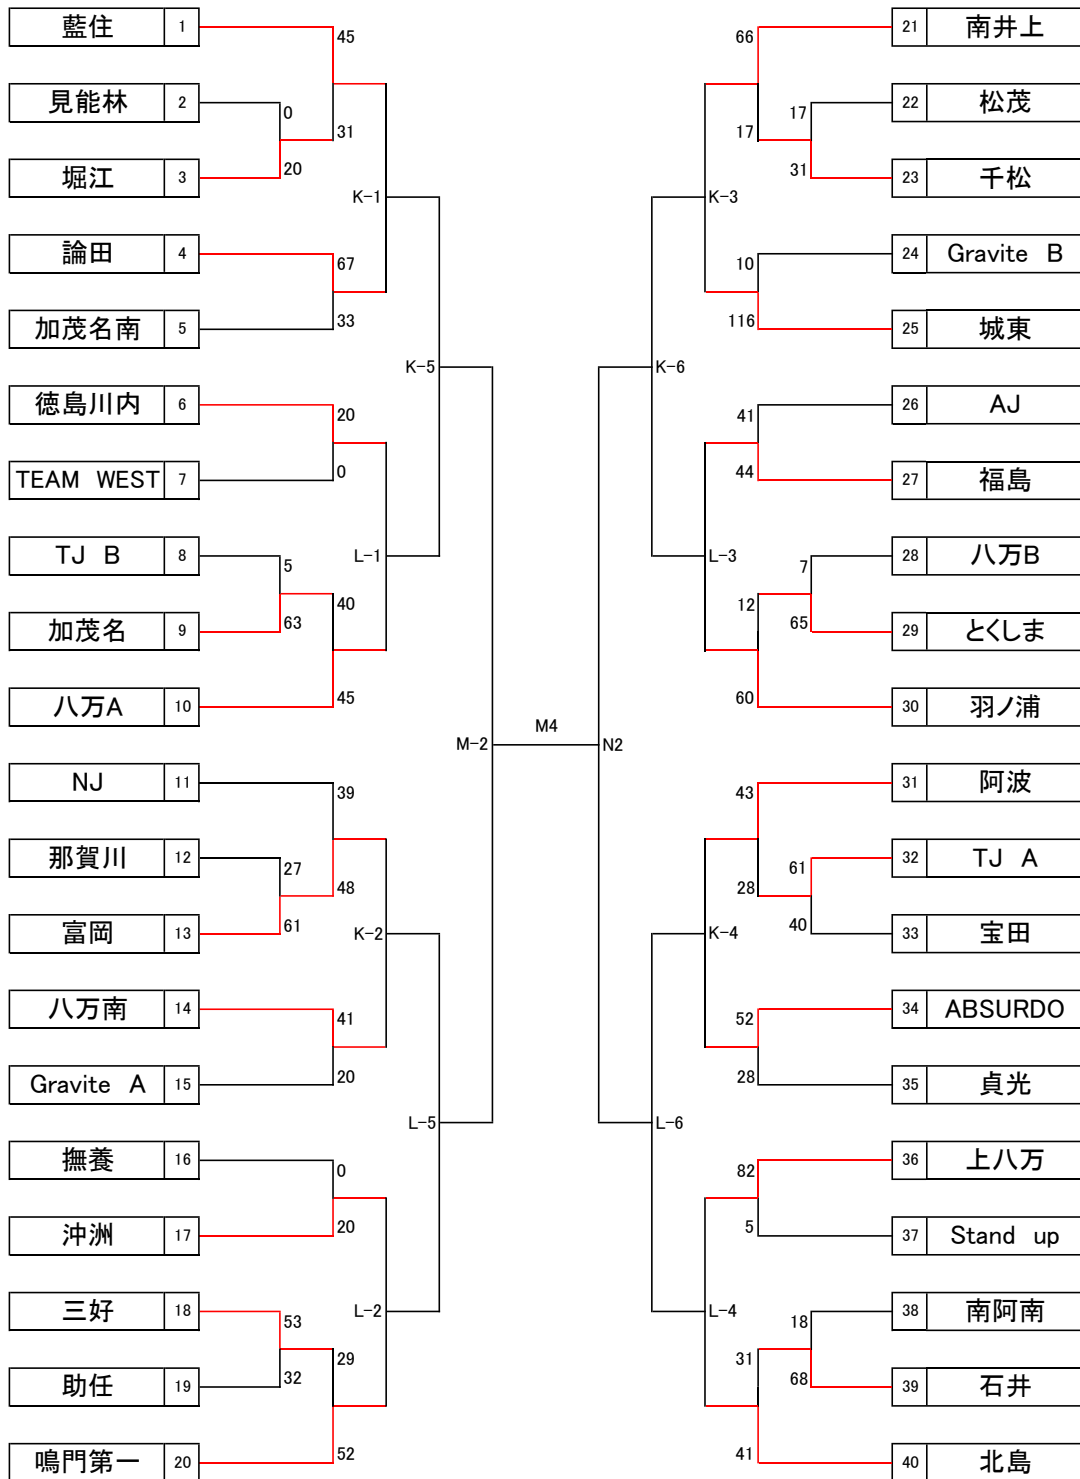 藍住 1
45
見能林 2
0
31
堀江 3
20
K-1
論田 4
67
加茂名南 5
33
K-5
徳島川内 6
20
TEAM WEST 7
0
TJ B 8
5
L-1
40
加茂名 9
63
八万A 10
45
M-2
M4
N2
NJ 11
39
那賀川 12
27
48
富岡 13
61
K-2
八万南 14
41
Gravite A 15
20
L-5
撫養 16
0
沖洲 17
20
三好 18
53
L-2
29
助任 19
32
鳴門第一 20
52
66
21 南井上
17
22 松茂
17
31
23 千松
K-3
10
24 Gravite B
116
25 城東
K-6
41
26 AJ
44
27 福島
L-3
7
28 八万B
12
65
29 とくしま
60
30 羽ノ浦
43
31 阿波
61
32 TJ A
28
40
33 宝田
K-4
52
34 ABSURDO
28
35 貞光
L-6
82
36 上八万
5
37 Stand up
L-4
18
38 南阿南
31
68
39 石井
41
40 北島